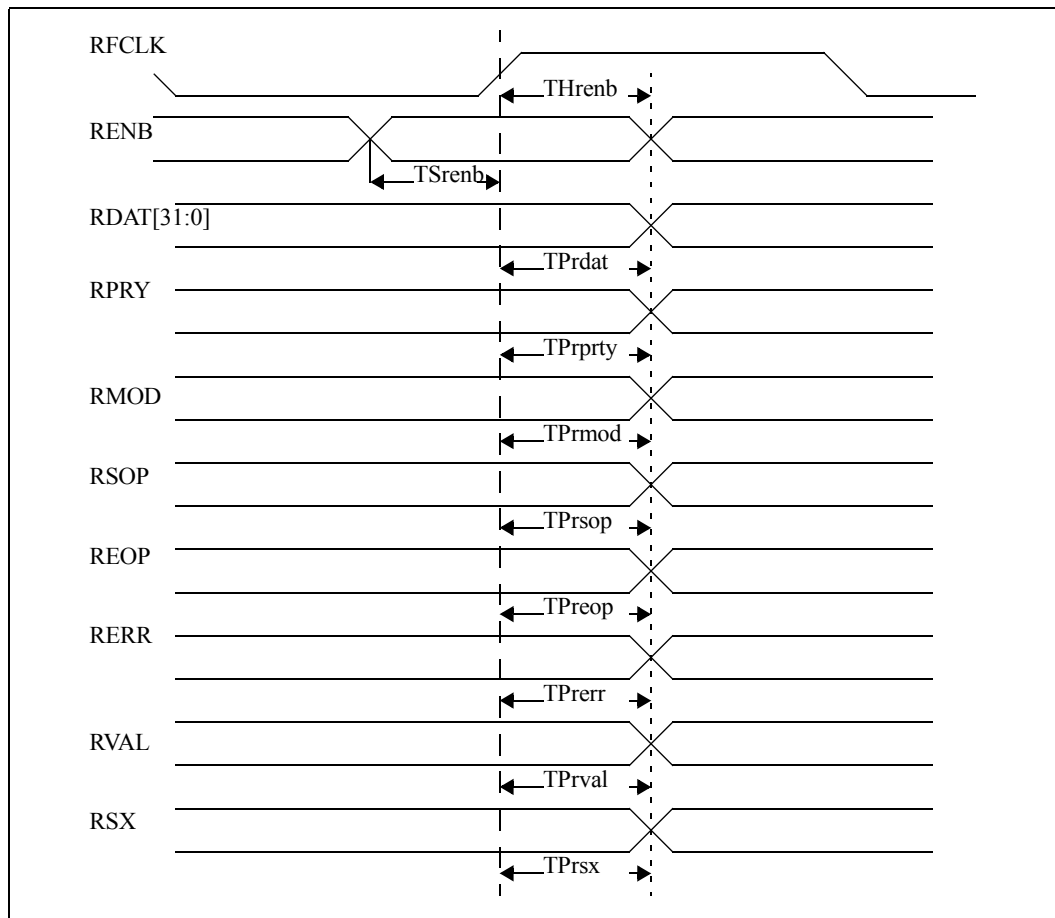 RFCLK
THrenb
RENB
TSrenb
RDAT[31:0]
TPrdat
RPRY
TPrprty
RMOD
TPrmod
RSOP
TPrsop
REOP
TPreop
RERR
TPrerr
RVAL
TPrval
RSX
TPrsx